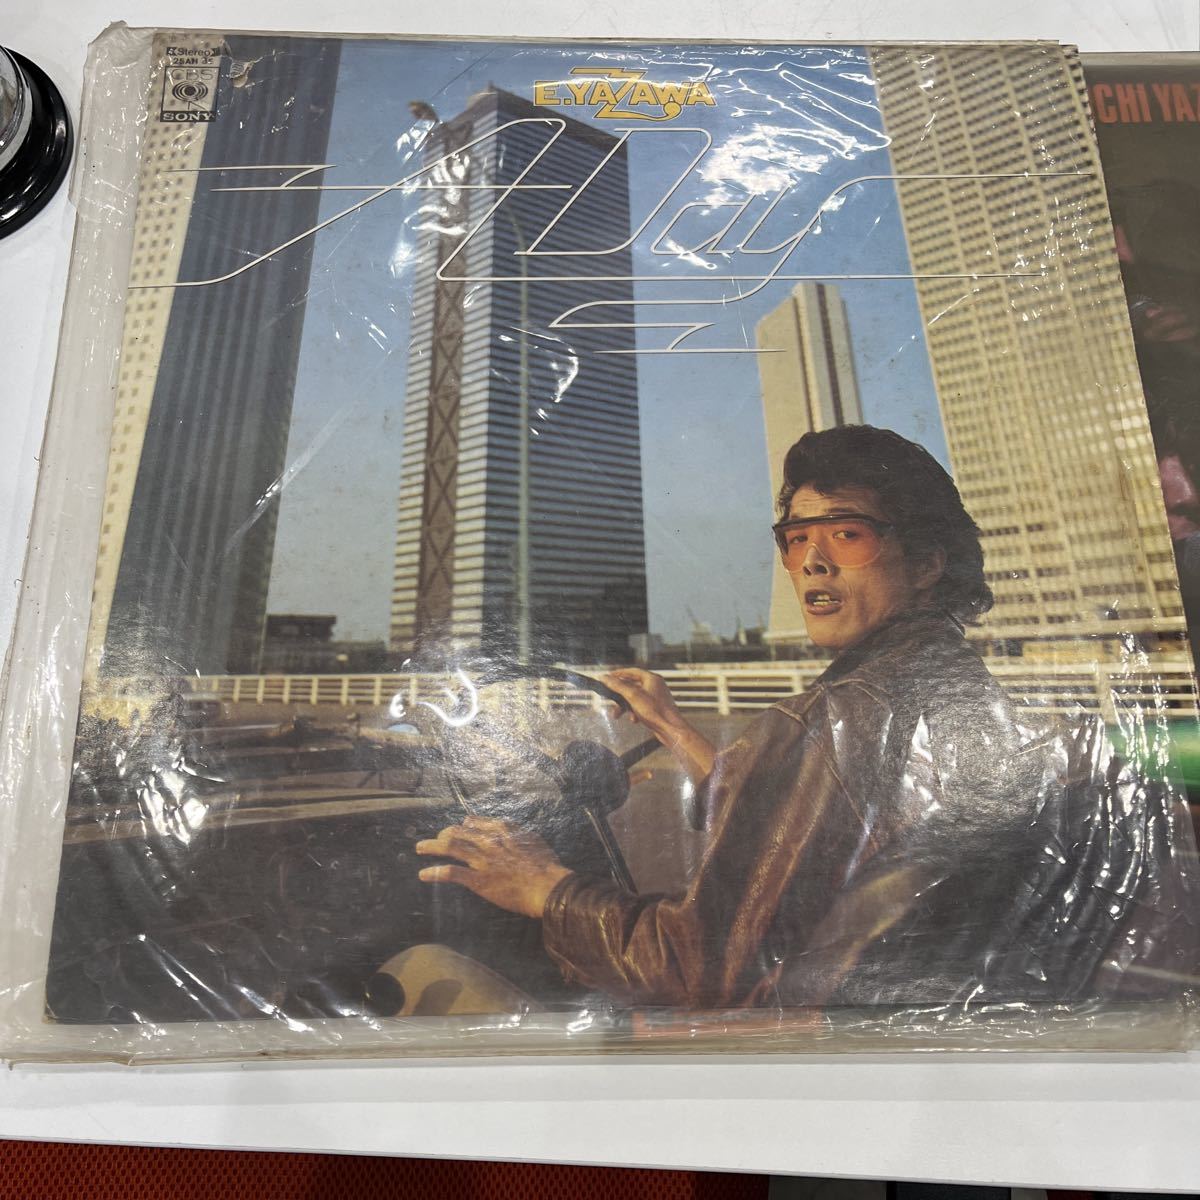 Stereo
25AH 35
CBS
SONY
E.YAZAWA
A Day
CHI YAZ